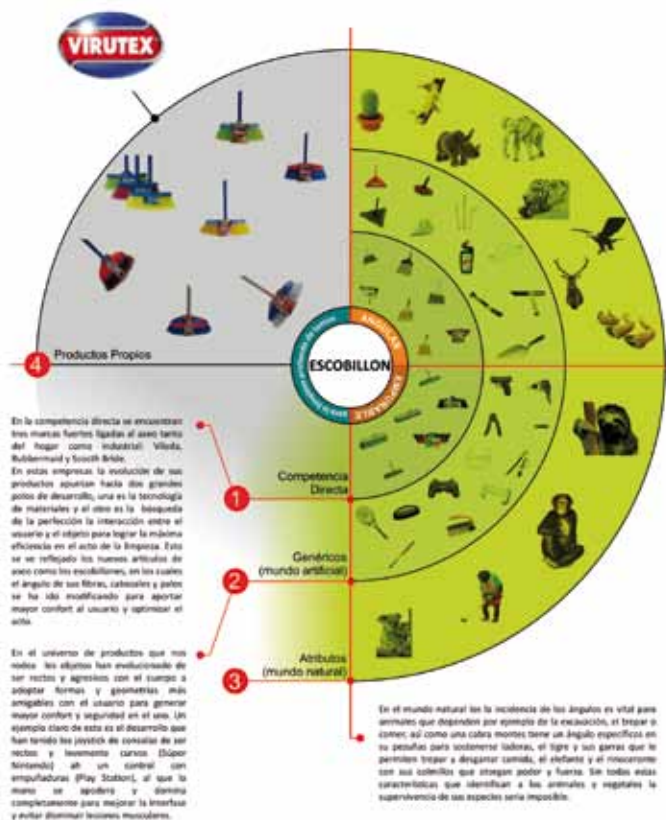 VIRUTEX
ANGULAR
EMPUÑABLE
ESCOBILLON
4 Productos Propios
En la competencia directa se encuentran
tres marcas fuertes ligadas al aseo tanto
del hogar como industrial: Vileda,
Rubbermaid y Scotch Bride.
En estas empresas la evolución de sus
productos apuntan hacia dos grandes
polos de desarrollo, una es la tecnología
de materiales y el otro es la búsqueda
de la perfección la interacción entre el
usuario y el objeto para lograr la máxima
eficiencia en el acto de la limpieza. Esto
se ve reflejado los nuevos artículos de
aseo como los escobillones, en los cuales
el ángulo de sus fibras, cabezales y palos
se ha ido modificando para aportar
mayor confort al usuario y optimizar el
acto.
Competencia
Directa
1
Genéricos
(mundo artificial)
2
Atributos
(mundo natural)
3
En el universo de productos que nos
rodea los objetos han evolucionado de
ser rectos y agresivos con el cuerpo a
adoptar formas y geometrías más
amigables con el usuario para generar
mayor confort y seguridad en el uso. Un
ejemplo claro de esto es el desarrollo que
han tenido los joystick de consolas de ser
rectos y levemente curvos (Súper
Nintendo) ah un control con
empuñaduras (Play Station), al que la
mano se apodera y domina
completamente para mejorar la interfase
y evitar disminuir lesiones musculares.
En el mundo natural los la incidencia de los ángulos es vital para
animales que dependen por ejemplo de la excavación, el trepar o
comer, así como una cabra montes tiene un ángulo específicos en
su pezuñas para sostenerse laderas, el tigre y sus garras que le
permiten trepar y desgarrar comida, el elefante y el rinoceronte
con sus colmillos que otorgan poder y fuerza. Sin todas estas
características que identifican a los animales y vegetales la
supervivencia de sus especies seria imposible.